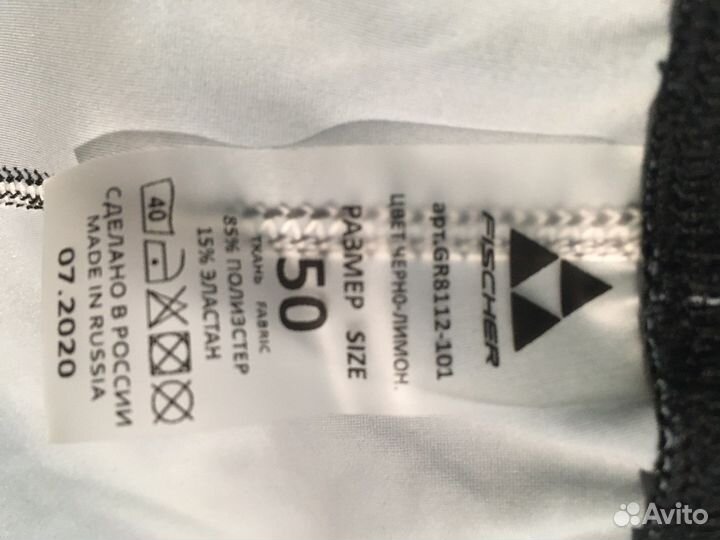 FISCHER
арт.GR8112-101
ЦВЕТ ЧЕРНО-ЛИМОН.
РАЗМЕР SIZE
50
ТКАНЬ FABRIC
85% ПОЛИЭСТЕР
15% ЭЛАСТАН
40
СДЕЛАНО В РОССИИ
MADE IN RUSSIA
07.2020
Avito